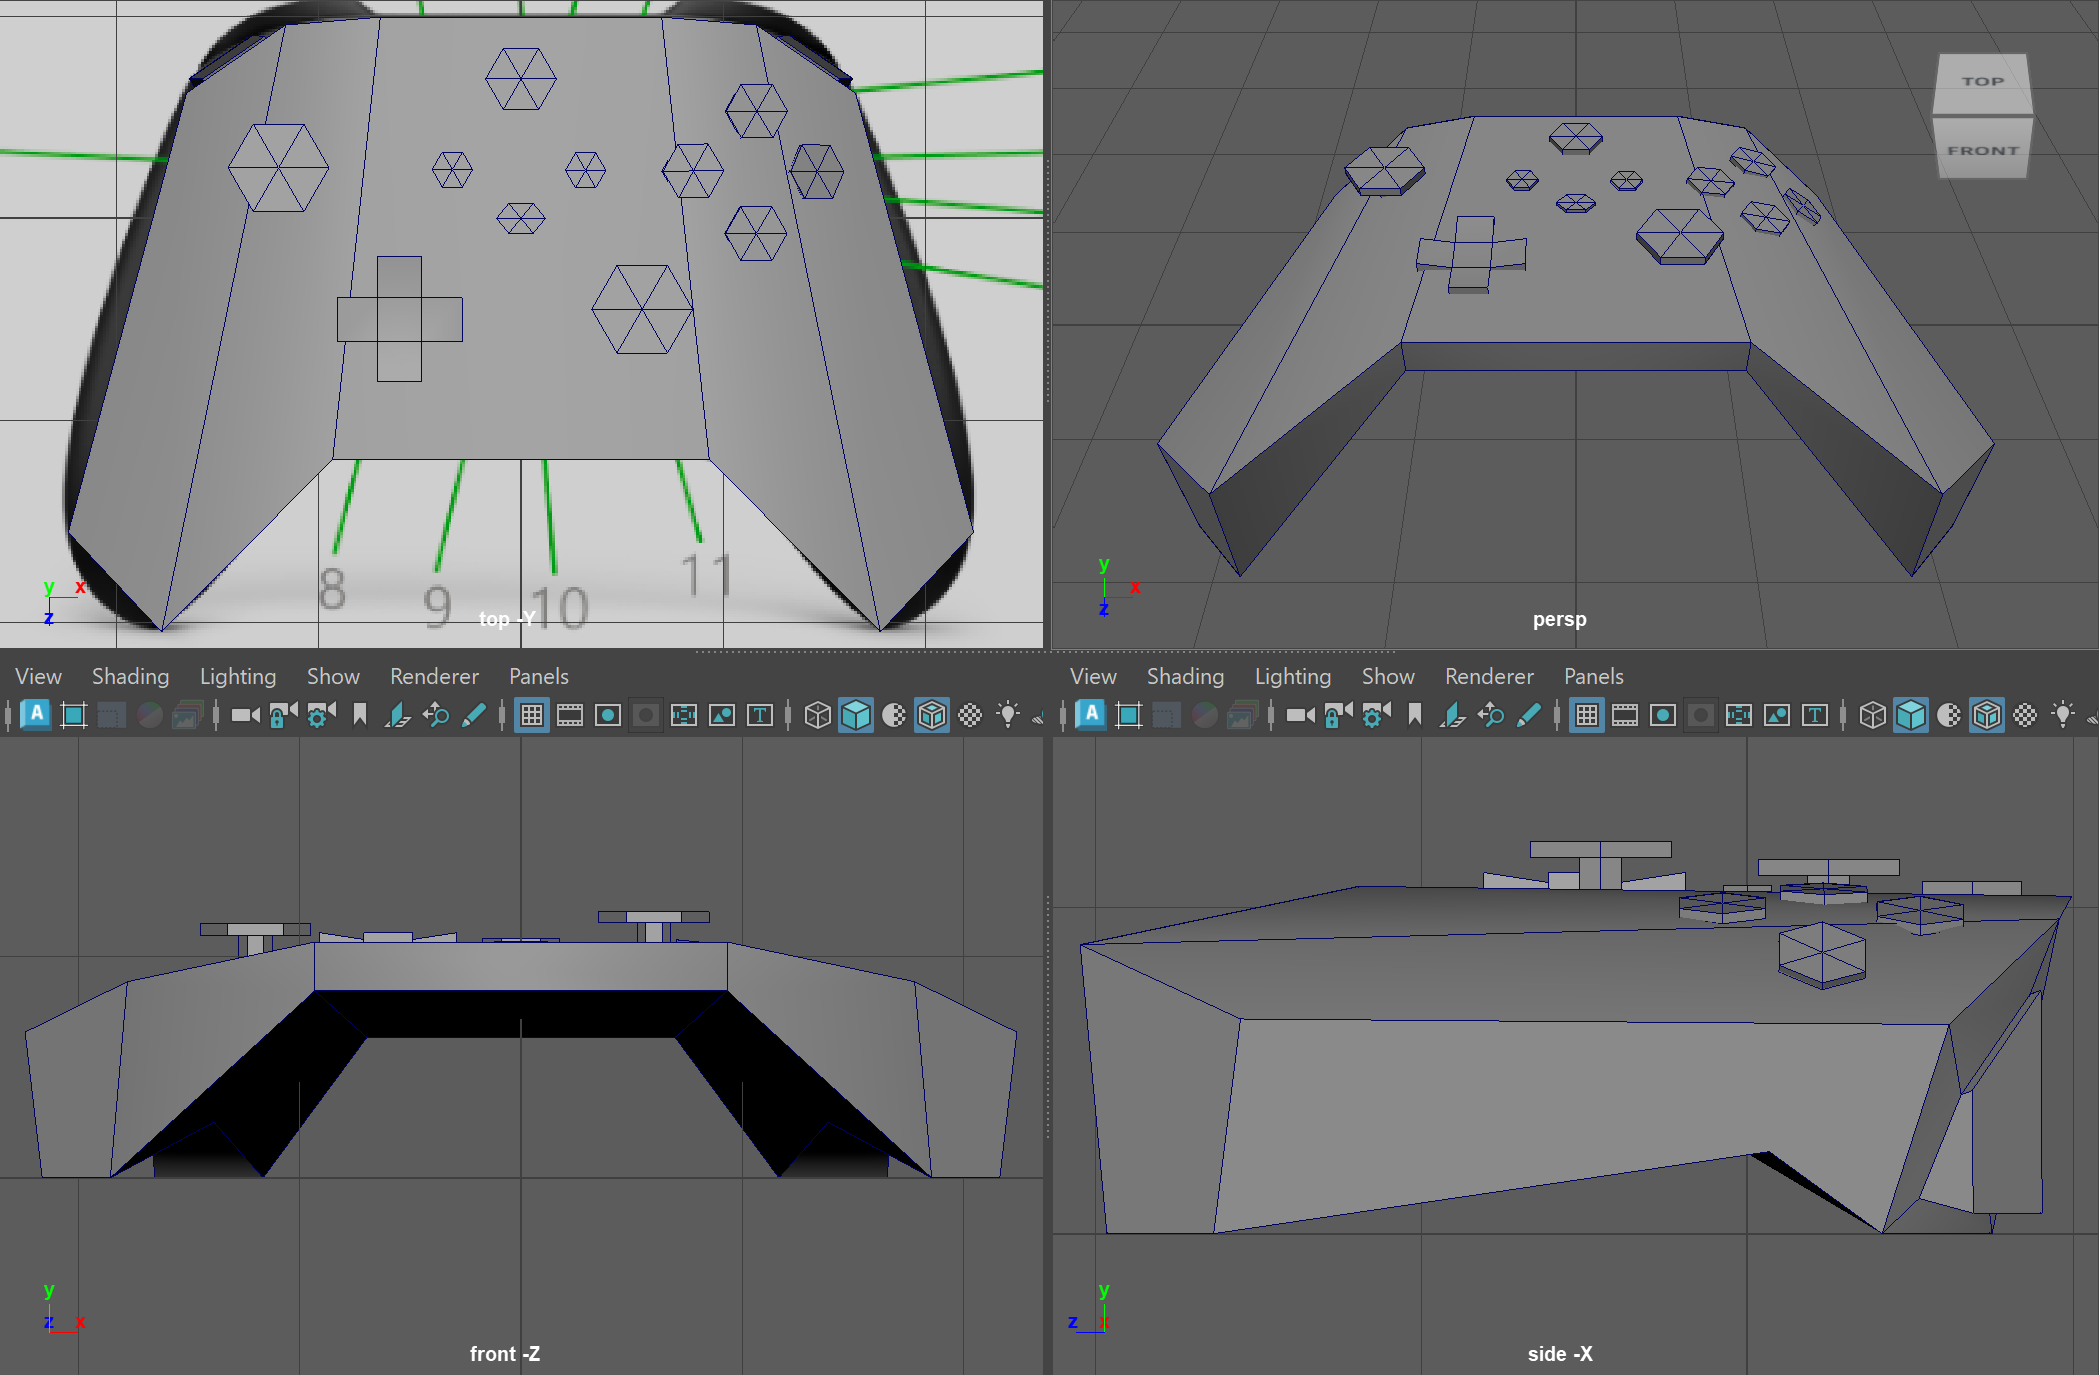 TOP
FRONT
8
9
10
11
y
x
z
top -Y
y
x
z
persp
View Shading Lighting Show Renderer Panels
View Shading Lighting Show Renderer Panels
A
T
A
T
y
z
x
front -Z
y
z
x
side -X